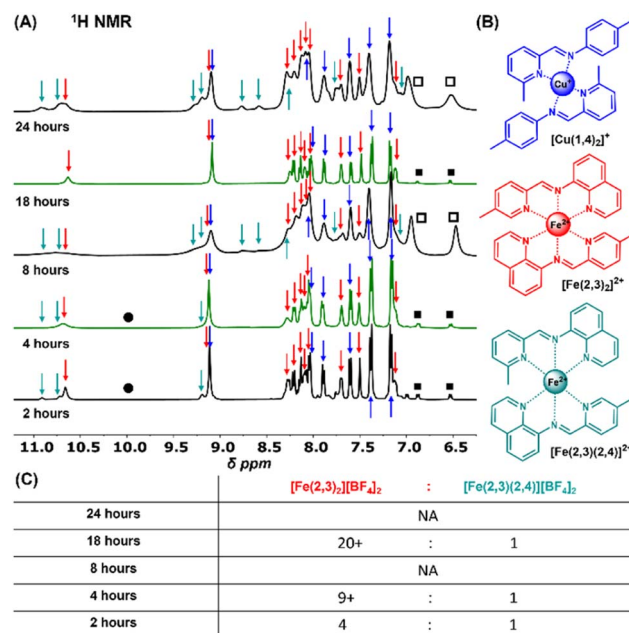 (A)
¹H NMR
(B)
24 hours
18 hours
8 hours
4 hours
2 hours
11.0 10.5 10.0 9.5 9.0 8.5 8.0 7.5 7.0 6.5
δ ppm
N
N
Cu⁺
N
N
[Cu(1,4)₂]⁺
N
N
N
Fe²⁺
N
N
N
[Fe(2,3)₂]²⁺
N
N
N
Fe²⁺
N
N
N
[Fe(2,3)(2,4)]²⁺
(C)
[Fe(2,3)₂][BF₄]₂ : [Fe(2,3)(2,4)][BF₄]₂
24 hours NA
18 hours 20+ : 1
8 hours NA
4 hours 9+ : 1
2 hours 4 : 1